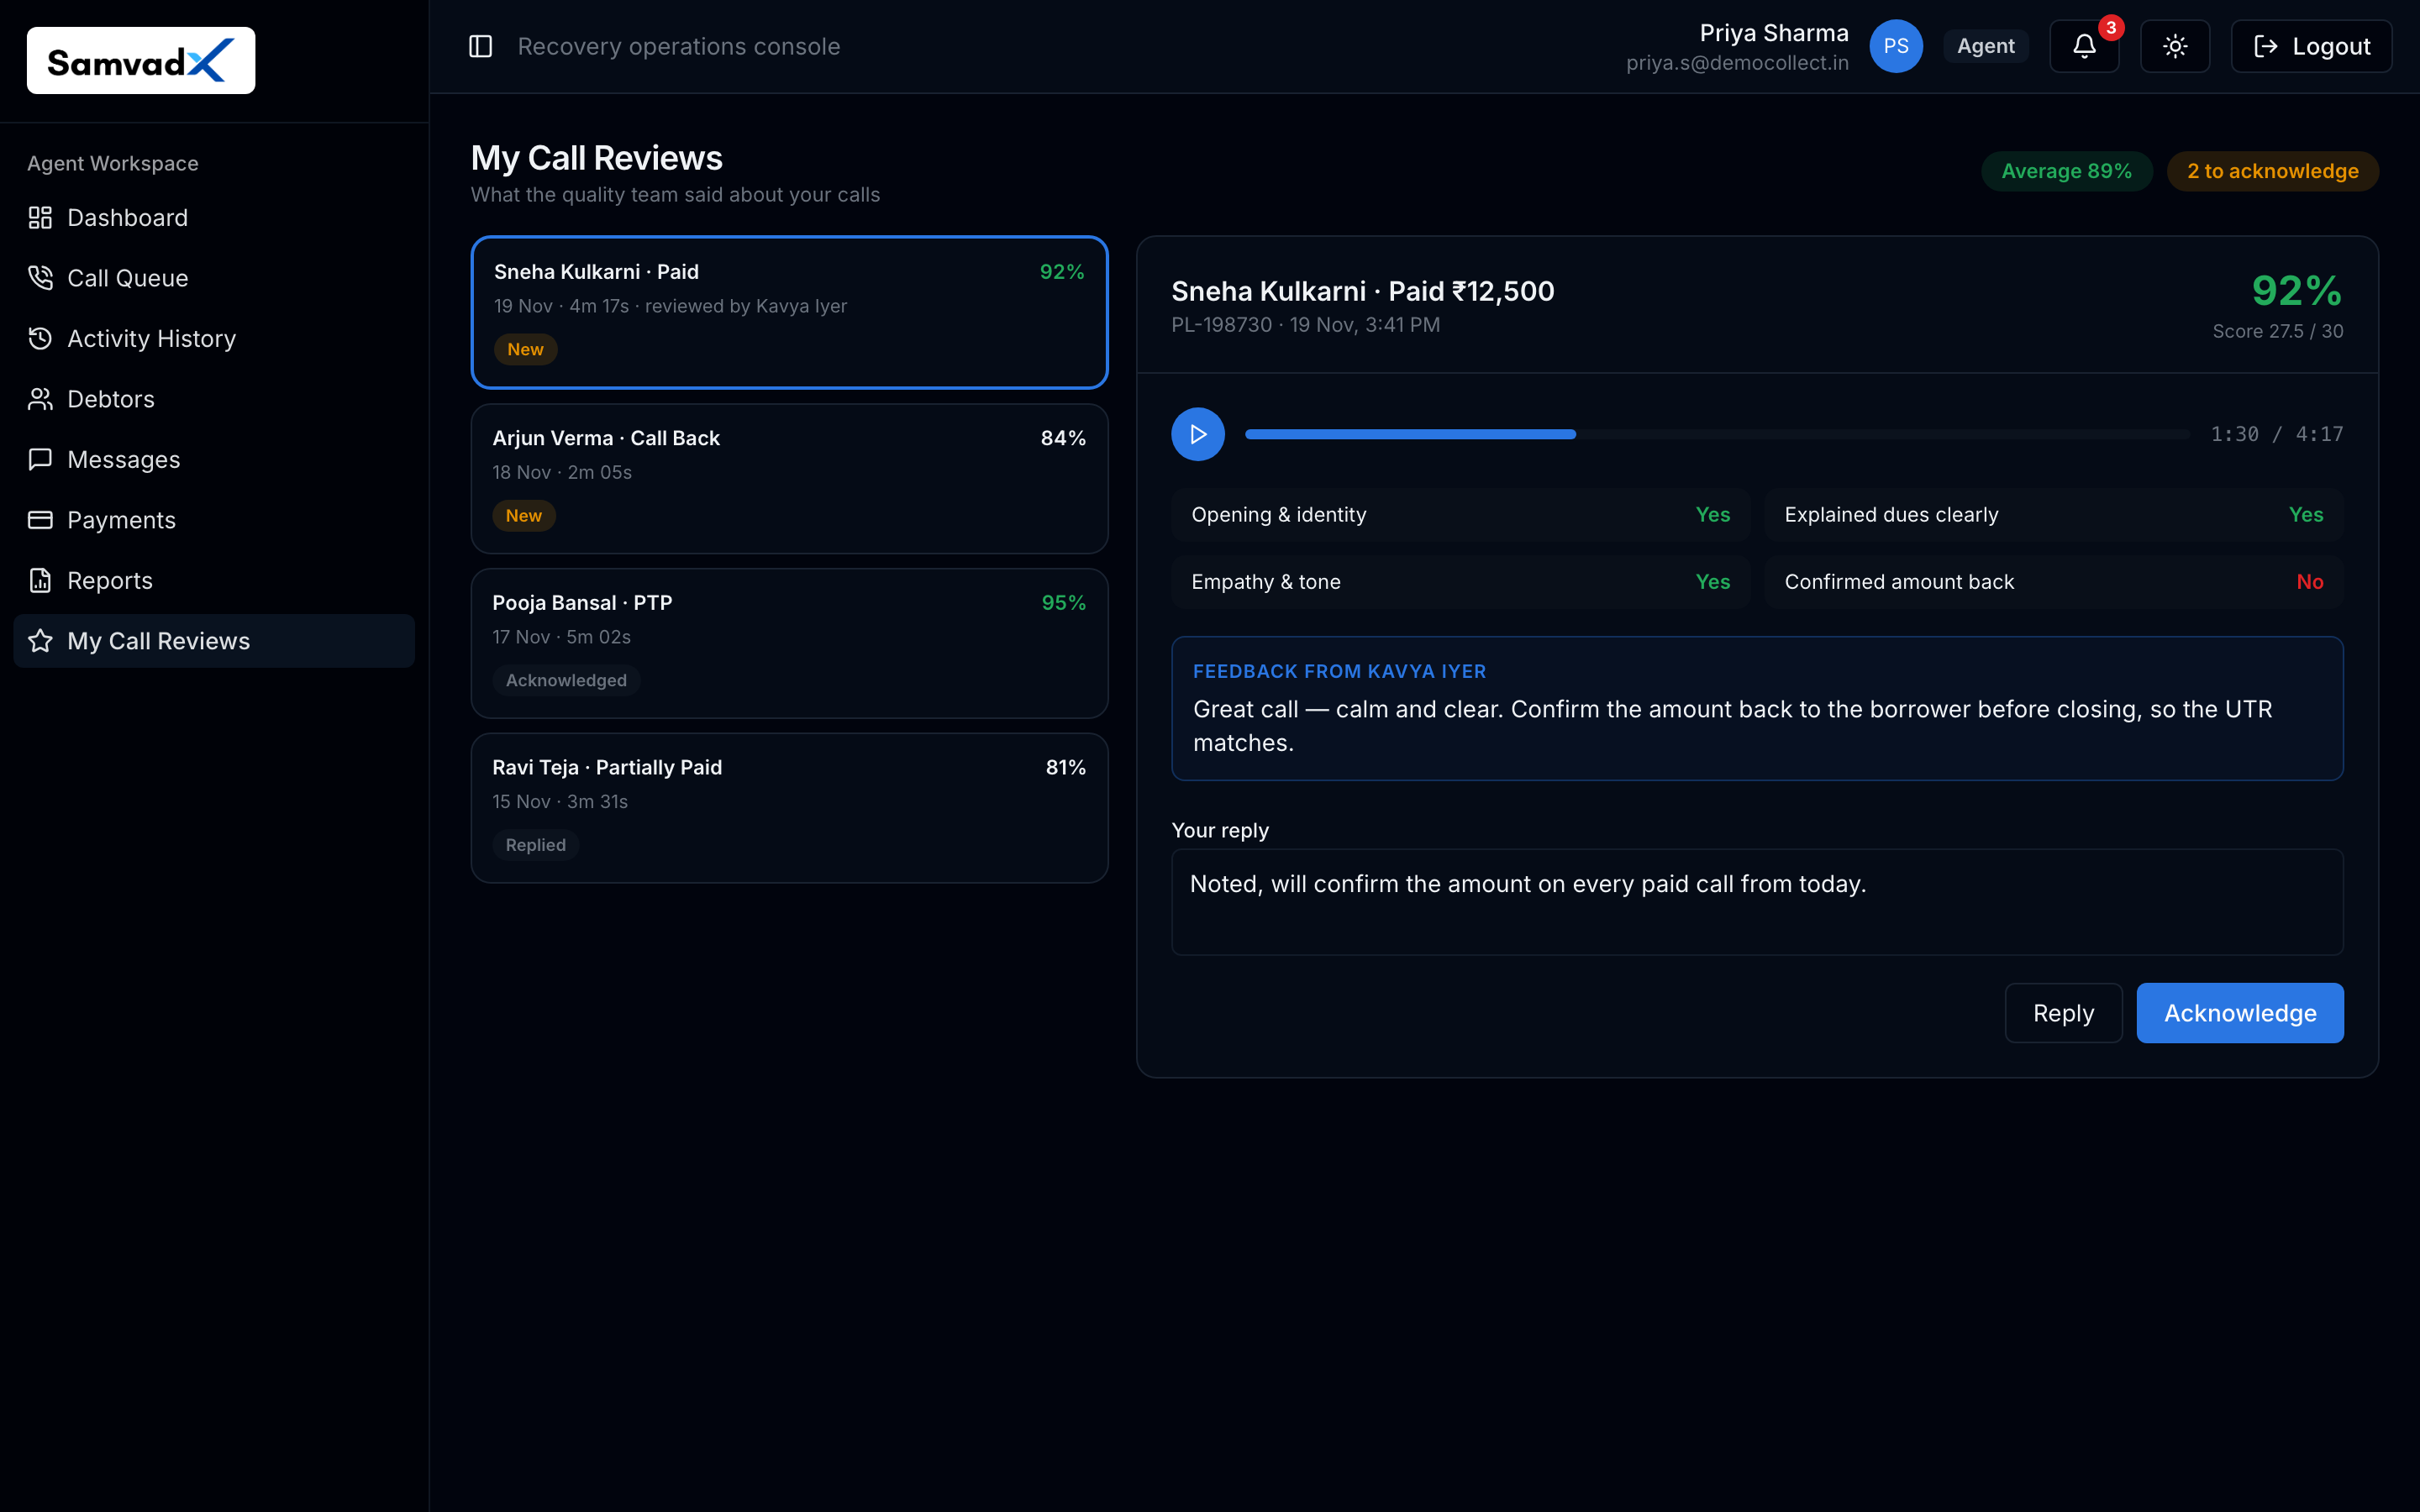 SamvadX
Recovery operations console
Priya Sharma
priya.s@democollect.in
PS
Agent
3
Logout
Agent Workspace
Dashboard
Call Queue
Activity History
Debtors
Messages
Payments
Reports
My Call Reviews
My Call Reviews
What the quality team said about your calls
Average 89%
2 to acknowledge
Sneha Kulkarni · Paid 92%
19 Nov · 4m 17s · reviewed by Kavya Iyer
New
Arjun Verma · Call Back 84%
18 Nov · 2m 05s
New
Pooja Bansal · PTP 95%
17 Nov · 5m 02s
Acknowledged
Ravi Teja · Partially Paid 81%
15 Nov · 3m 31s
Replied
Sneha Kulkarni · Paid ₹12,500 92%
PL-198730 · 19 Nov, 3:41 PM Score 27.5 / 30
1:30 / 4:17
Opening & identity Yes
Explained dues clearly Yes
Empathy & tone Yes
Confirmed amount back No
FEEDBACK FROM KAVYA IYER
Great call — calm and clear. Confirm the amount back to the borrower before closing, so the UTR
matches.
Your reply
Noted, will confirm the amount on every paid call from today.
Reply
Acknowledge